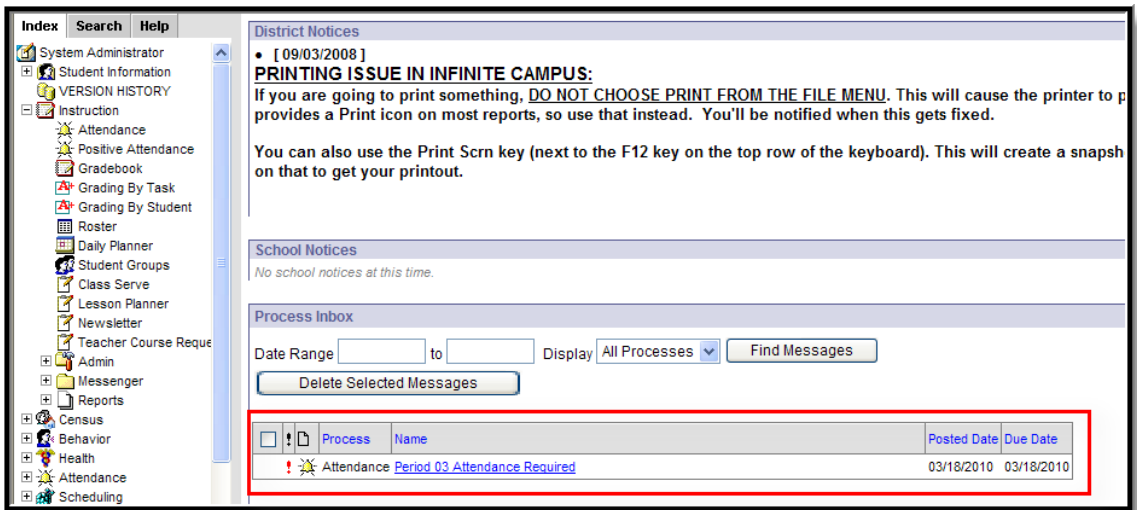 Index Search Help
System Administrator
Student Information
VERSION HISTORY
Instruction
Attendance
Positive Attendance
Gradebook
A+ Grading By Task
A+ Grading By Student
Roster
Daily Planner
Student Groups
Class Serve
Lesson Planner
Newsletter
Teacher Course Reque
Admin
Messenger
Reports
Census
Behavior
Health
Attendance
Scheduling
District Notices
• [ 09/03/2008 ]
PRINTING ISSUE IN INFINITE CAMPUS:
If you are going to print something, DO NOT CHOOSE PRINT FROM THE FILE MENU. This will cause the printer to p
provides a Print icon on most reports, so use that instead. You'll be notified when this gets fixed.
You can also use the Print Scrn key (next to the F12 key on the top row of the keyboard). This will create a snapsh
on that to get your printout.
School Notices
No school notices at this time.
Process Inbox
Date Range to Display All Processes Find Messages
Delete Selected Messages
! Process Name Posted Date Due Date
! Attendance Period 03 Attendance Required 03/18/2010 03/18/2010